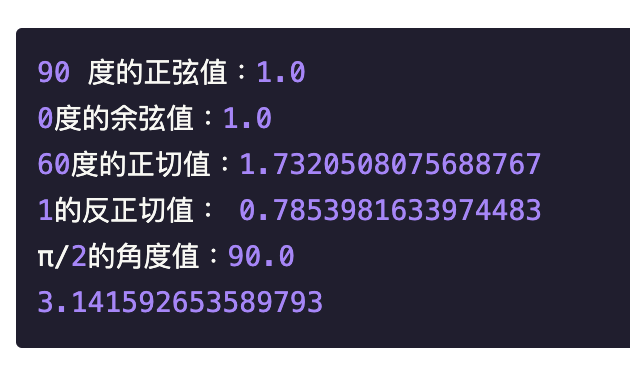 90 度的正弦值：1.0
0度的余弦值：1.0
60度的正切值：1.7320508075688767
1的反正切值： 0.7853981633974483
π/2的角度值：90.0
3.141592653589793